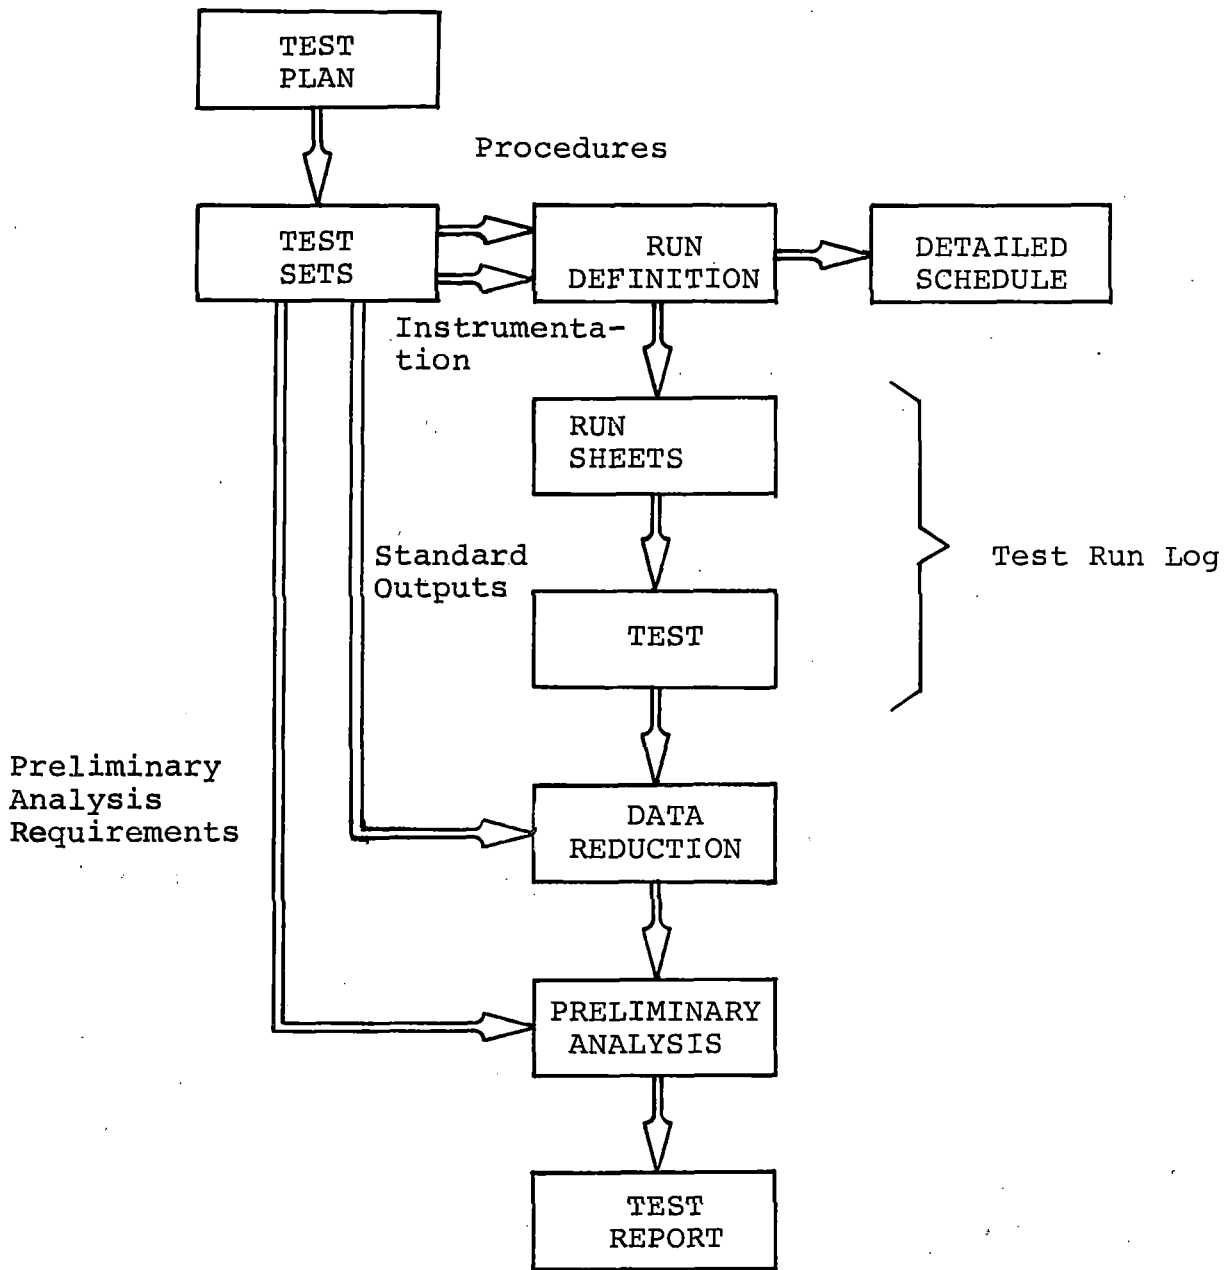 TEST
PLAN
Procedures
TEST
SETS
RUN
DEFINITION
DETAILED
SCHEDULE
Instrumenta-
tion
RUN
SHEETS
Standard
Outputs
Test Run Log
TEST
Preliminary
Analysis
Requirements
DATA
REDUCTION
PRELIMINARY
ANALYSIS
TEST
REPORT